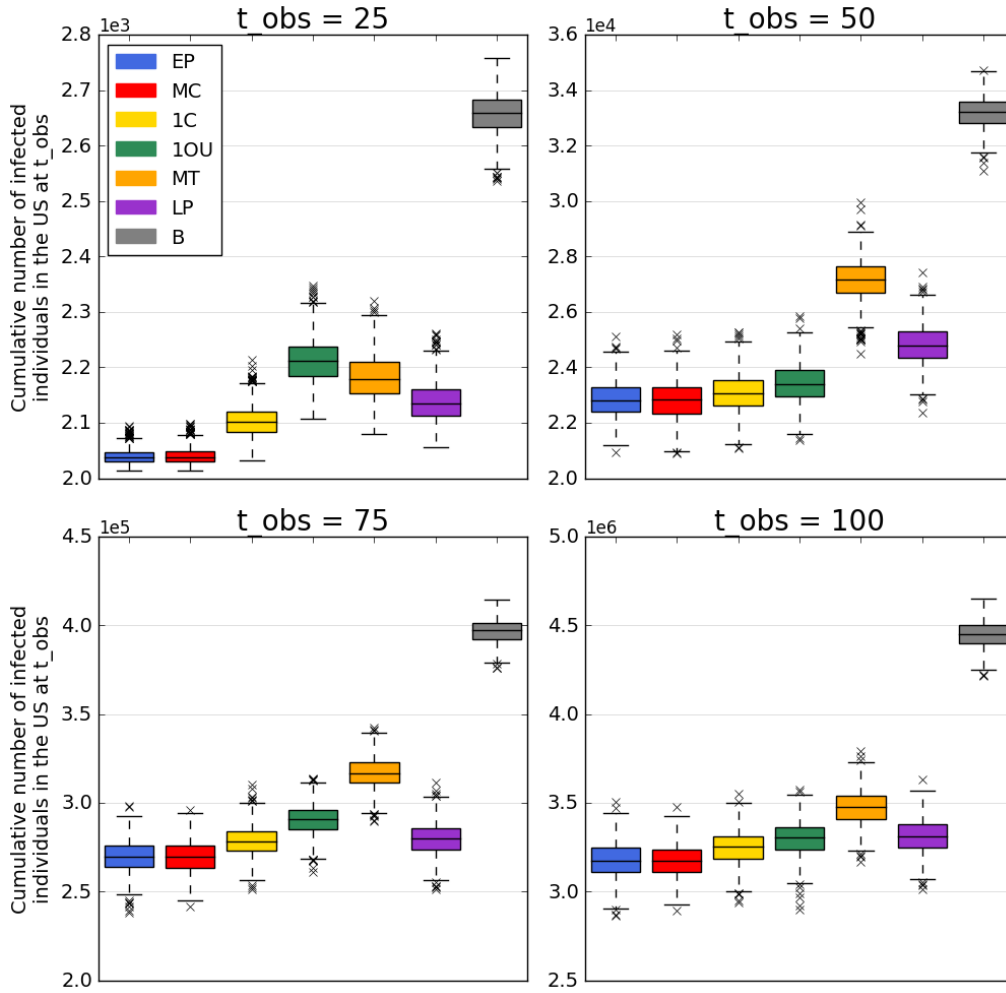 t_obs = 25
1e3
2.8
2.7
2.6
2.3
2.2
2.1
2.0
Cumulative number of infected
individuals in the US at t_obs
EP
MC
1C
1OU
MT
LP
B
t_obs = 50
1e4
3.6
3.4
3.2
3.0
2.8
2.6
2.4
2.2
2.0
t_obs = 75
1e5
4.5
4.0
3.5
3.0
2.5
2.0
Cumulative number of infected
individuals in the US at t_obs
t_obs = 100
1e6
5.0
4.5
4.0
3.5
3.0
2.5